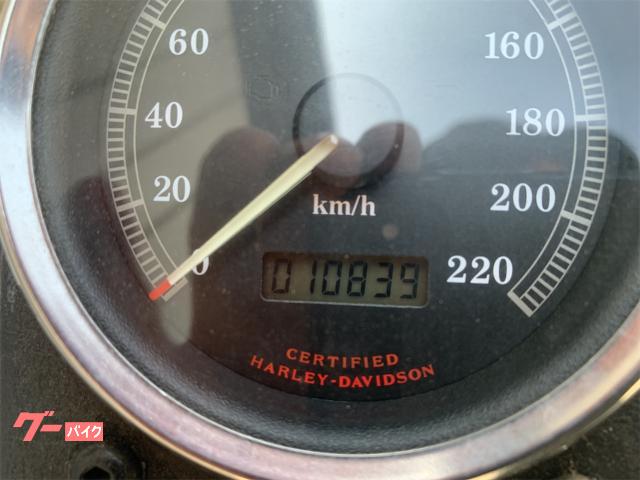 60
160
40
180
20
200
km/h
0
220
010839
CERTIFIED
HARLEY-DAVIDSON
グーバイク